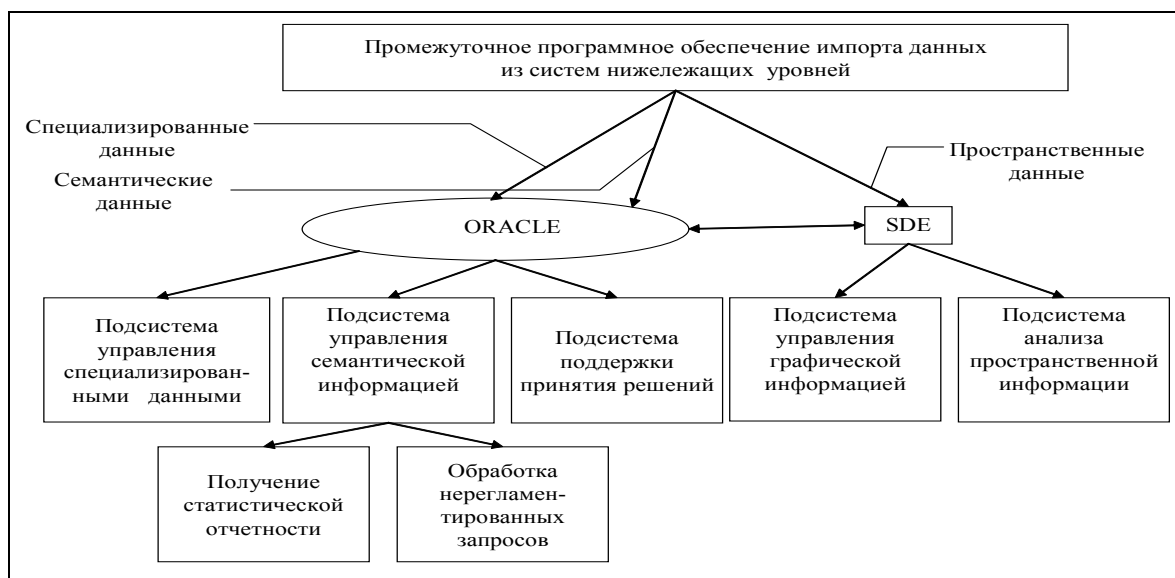 Промежуточное программное обеспечение импорта данных
из систем нижележащих уровней
Специализированные
данные
Семантические
данные
Пространственные
данные
ORACLE
SDE
Подсистема
управления
специализирован-
ными данными
Подсистема
управления
семантической
информацией
Подсистема
поддержки
принятия решений
Подсистема
управления
графической
информацией
Подсистема
анализа
пространственной
информации
Получение
статистической
отчетности
Обработка
нерегламен-
тированных
запросов